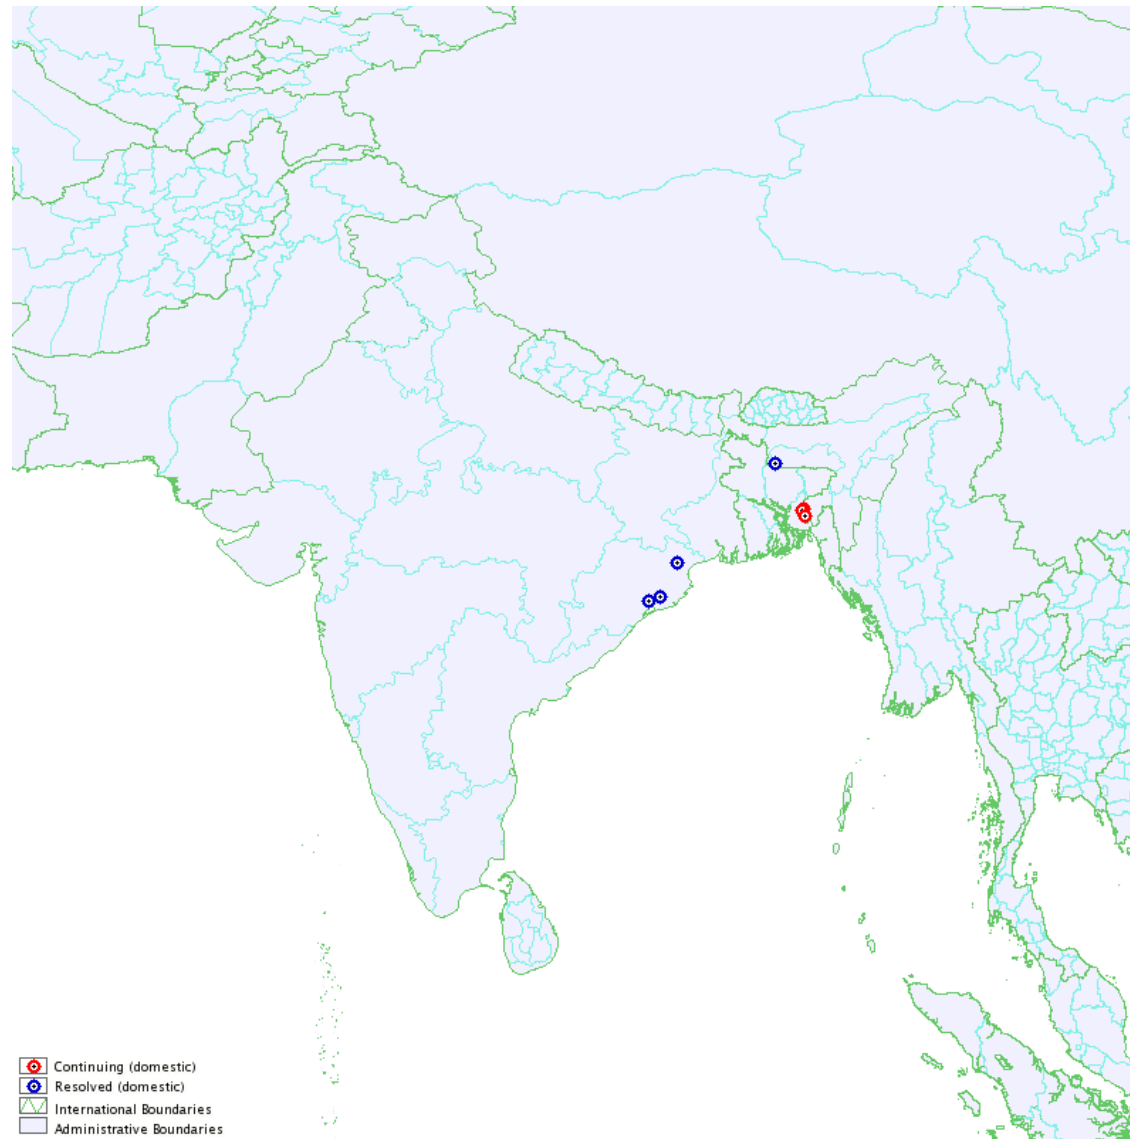 Continuing (domestic)
Resolved (domestic)
International Boundaries
Administrative Boundaries